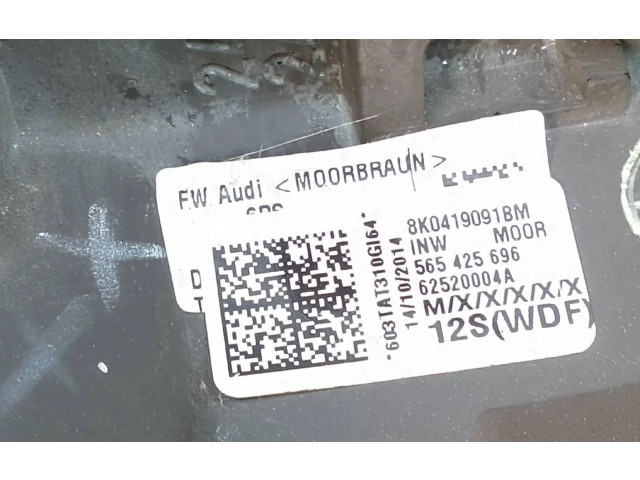 FW Audi <MOORBRAUN>
*603TAT310GI64*
14/10/2014
8K0419091BM
INW MOOR
565 425 696
62520004A
M/X/X/X/X/X
12S(WDF)